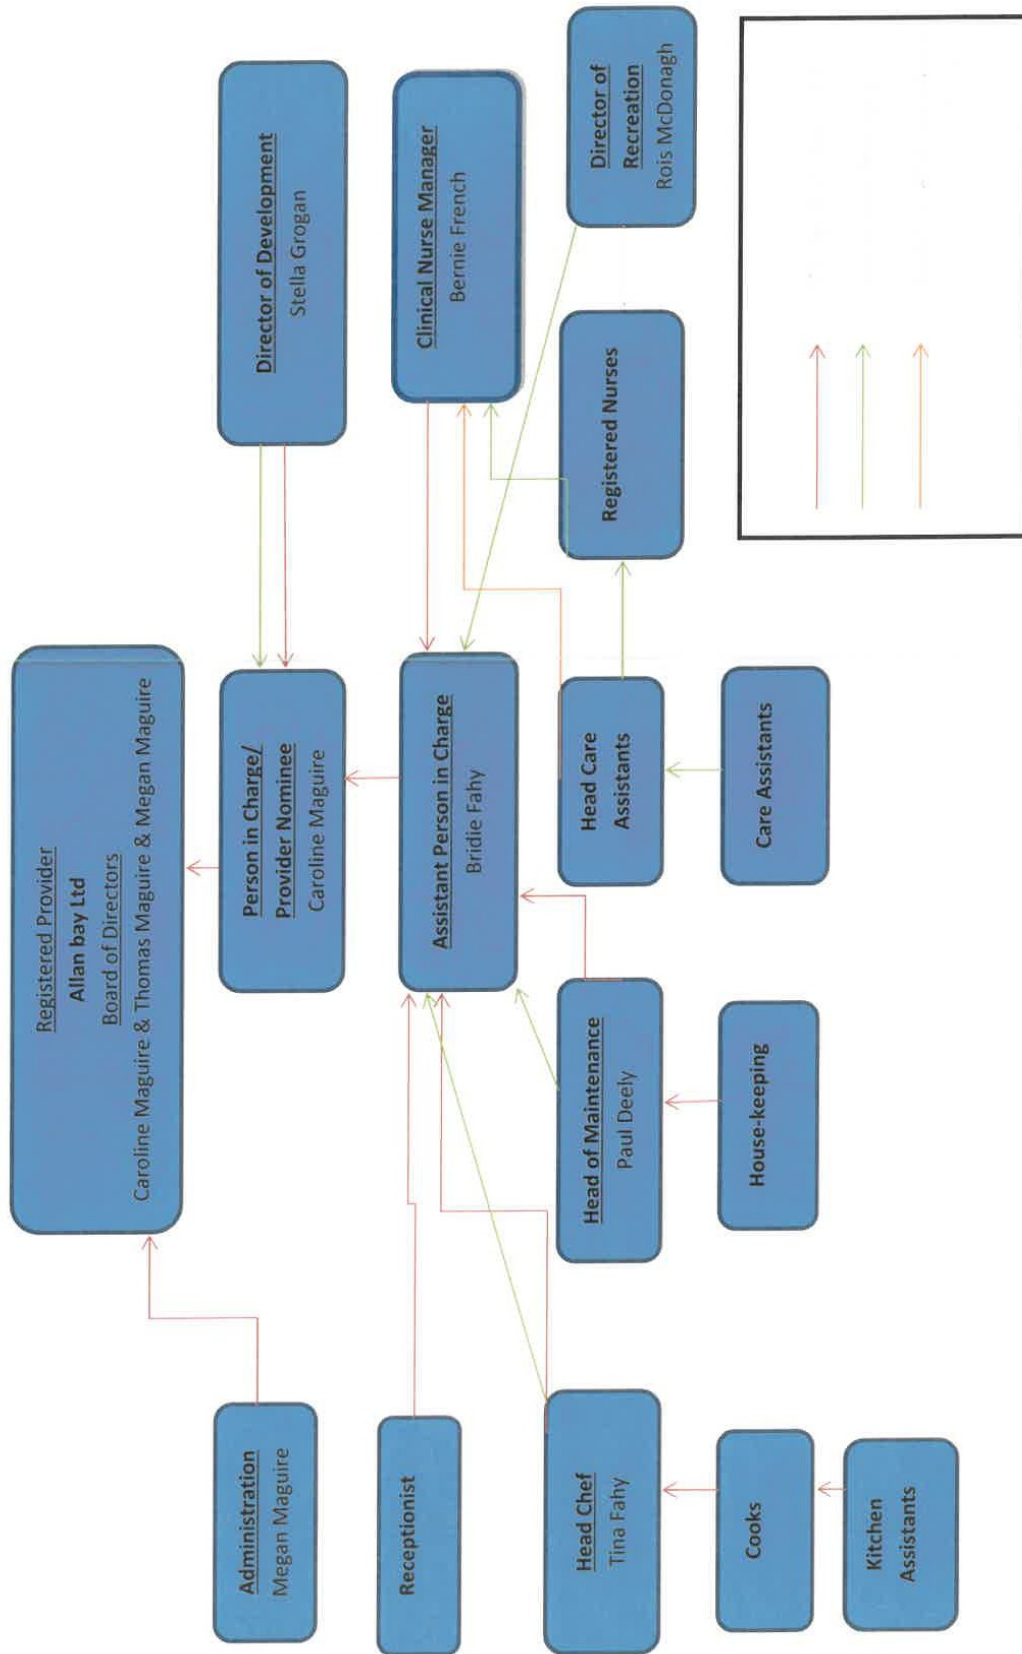 Registered Provider
Allan bay Ltd
Board of Directors
Caroline Maguire & Thomas Maguire & Megan Maguire
Administration
Megan Maguire
Person in Charge/
Provider Nominee
Caroline Maguire
Director of Development
Stella Grogan
Receptionist
Assistant Person in Charge
Bridie Fahy
Clinical Nurse Manager
Bernie French
Head Chef
Tina Fahy
Head of Maintenance
Paul Deely
Head Care
Assistants
Registered Nurses
Director of
Recreation
Rois McDonagh
Cooks
House-keeping
Care Assistants
Kitchen
Assistants